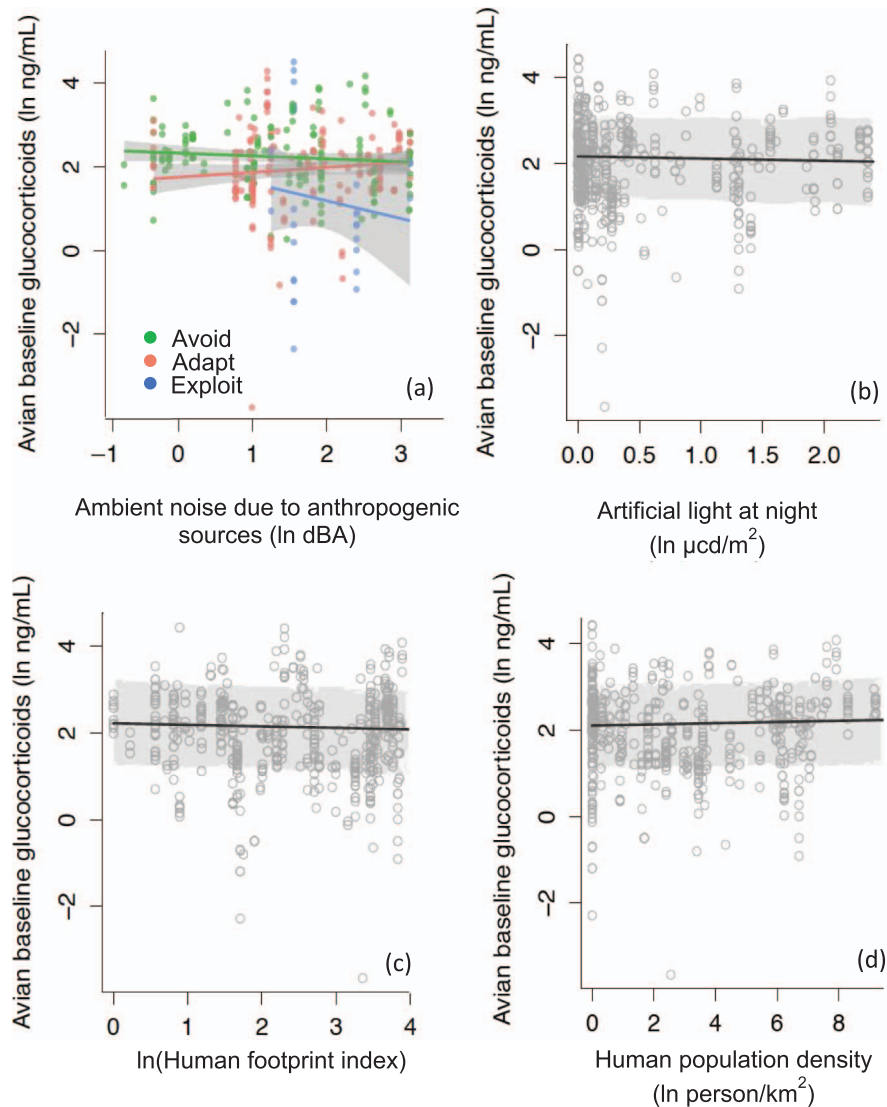 Avian baseline glucocorticoids (ln ng/mL)
4
2
0
−2
Avoid
Adapt
Exploit
(a)
−1 0 1 2 3
Ambient noise due to anthropogenic
sources (ln dBA)
Avian baseline glucocorticoids (ln ng/mL)
4
2
0
−2
(b)
0.0 0.5 1.0 1.5 2.0
Artificial light at night
(ln µcd/m²)
Avian baseline glucocorticoids (ln ng/mL)
4
2
0
−2
(c)
0 1 2 3 4
ln(Human footprint index)
Avian baseline glucocorticoids (ln ng/mL)
4
2
0
−2
(d)
0 2 4 6 8
Human population density
(ln person/km²)